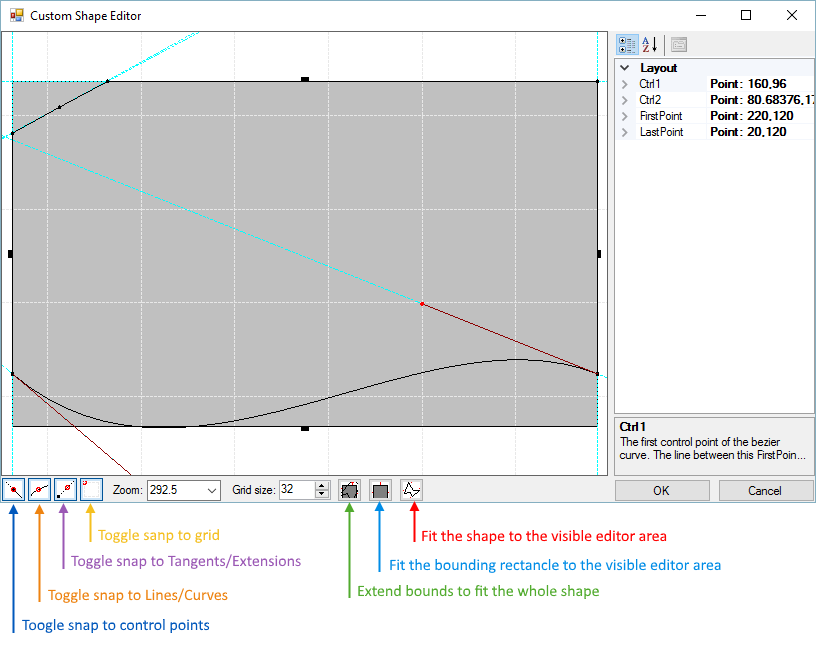 Custom Shape Editor
Layout
Ctrl1 Point: 160,96
Ctrl2 Point: 80.68376,17
FirstPoint Point: 220,120
LastPoint Point: 20,120
Ctrl1
The first control point of the bezier
curve. The line between this FirstPoin...
Zoom: 292.5 Grid size: 32
OK Cancel
Toggle sanp to grid
Fit the shape to the visible editor area
Toggle snap to Tangents/Extensions
Fit the bounding rectancle to the visible editor area
Extend bounds to fit the whole shape
Toggle snap to Lines/Curves
Toogle snap to control points